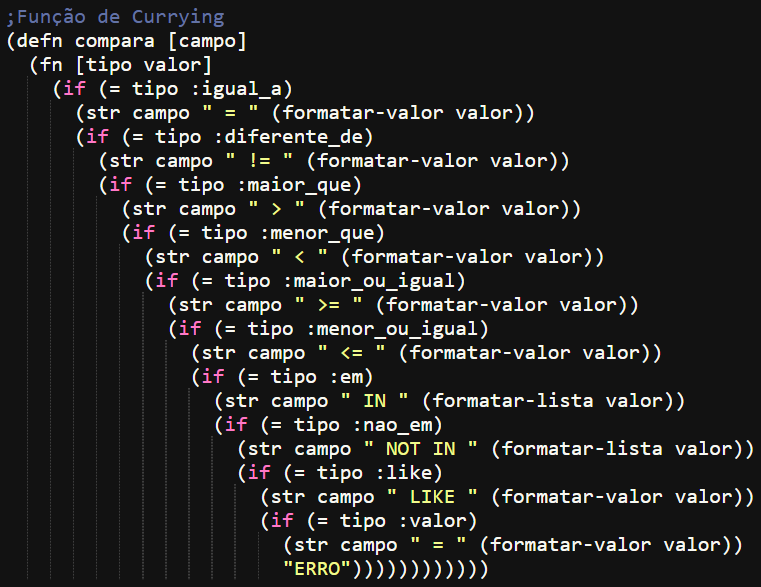 ;Função de Currying
(defn compara [campo]
  (fn [tipo valor]
    (if (= tipo :igual_a)
      (str campo " = " (formatar-valor valor))
      (if (= tipo :diferente_de)
        (str campo " != " (formatar-valor valor))
        (if (= tipo :maior_que)
          (str campo " > " (formatar-valor valor))
          (if (= tipo :menor_que)
            (str campo " < " (formatar-valor valor))
            (if (= tipo :maior_ou_igual)
              (str campo " >= " (formatar-valor valor))
              (if (= tipo :menor_ou_igual)
                (str campo " <= " (formatar-valor valor))
                (if (= tipo :em)
                  (str campo " IN " (formatar-lista valor))
                  (if (= tipo :nao_em)
                    (str campo " NOT IN " (formatar-lista valor))
                    (if (= tipo :like)
                      (str campo " LIKE " (formatar-valor valor))
                      (if (= tipo :valor)
                        (str campo " = " (formatar-valor valor))
                        "ERRO"))))))))))))